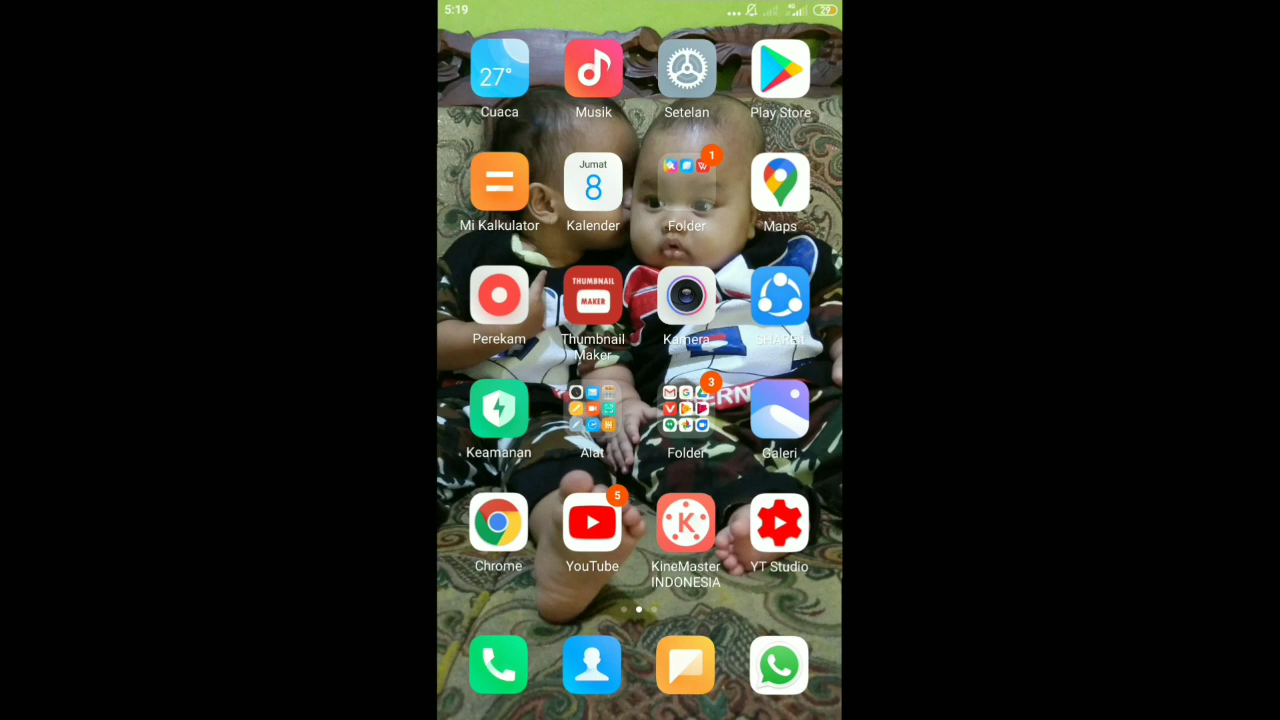 5:19
4G
29
27°
Cuaca
Musik
Setelan
Play Store
Jumat
8
1
Mi Kalkulator
Kalender
Folder
Maps
THUMBNAIL
MAKER
Perekam
Thumbnail
Maker
Kamera
SHAREit
3
Keamanan
Alat
Folder
Galeri
5
K
Chrome
YouTube
KineMaster
INDONESIA
YT Studio